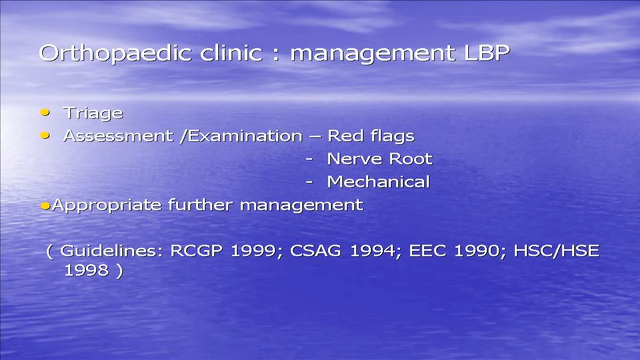 Orthopaedic clinic : management LBP
• Triage
• Assessment /Examination – Red flags
- Nerve Root
- Mechanical
•Appropriate further management
( Guidelines: RCGP 1999; CSAG 1994; EEC 1990; HSC/HSE
1998 )